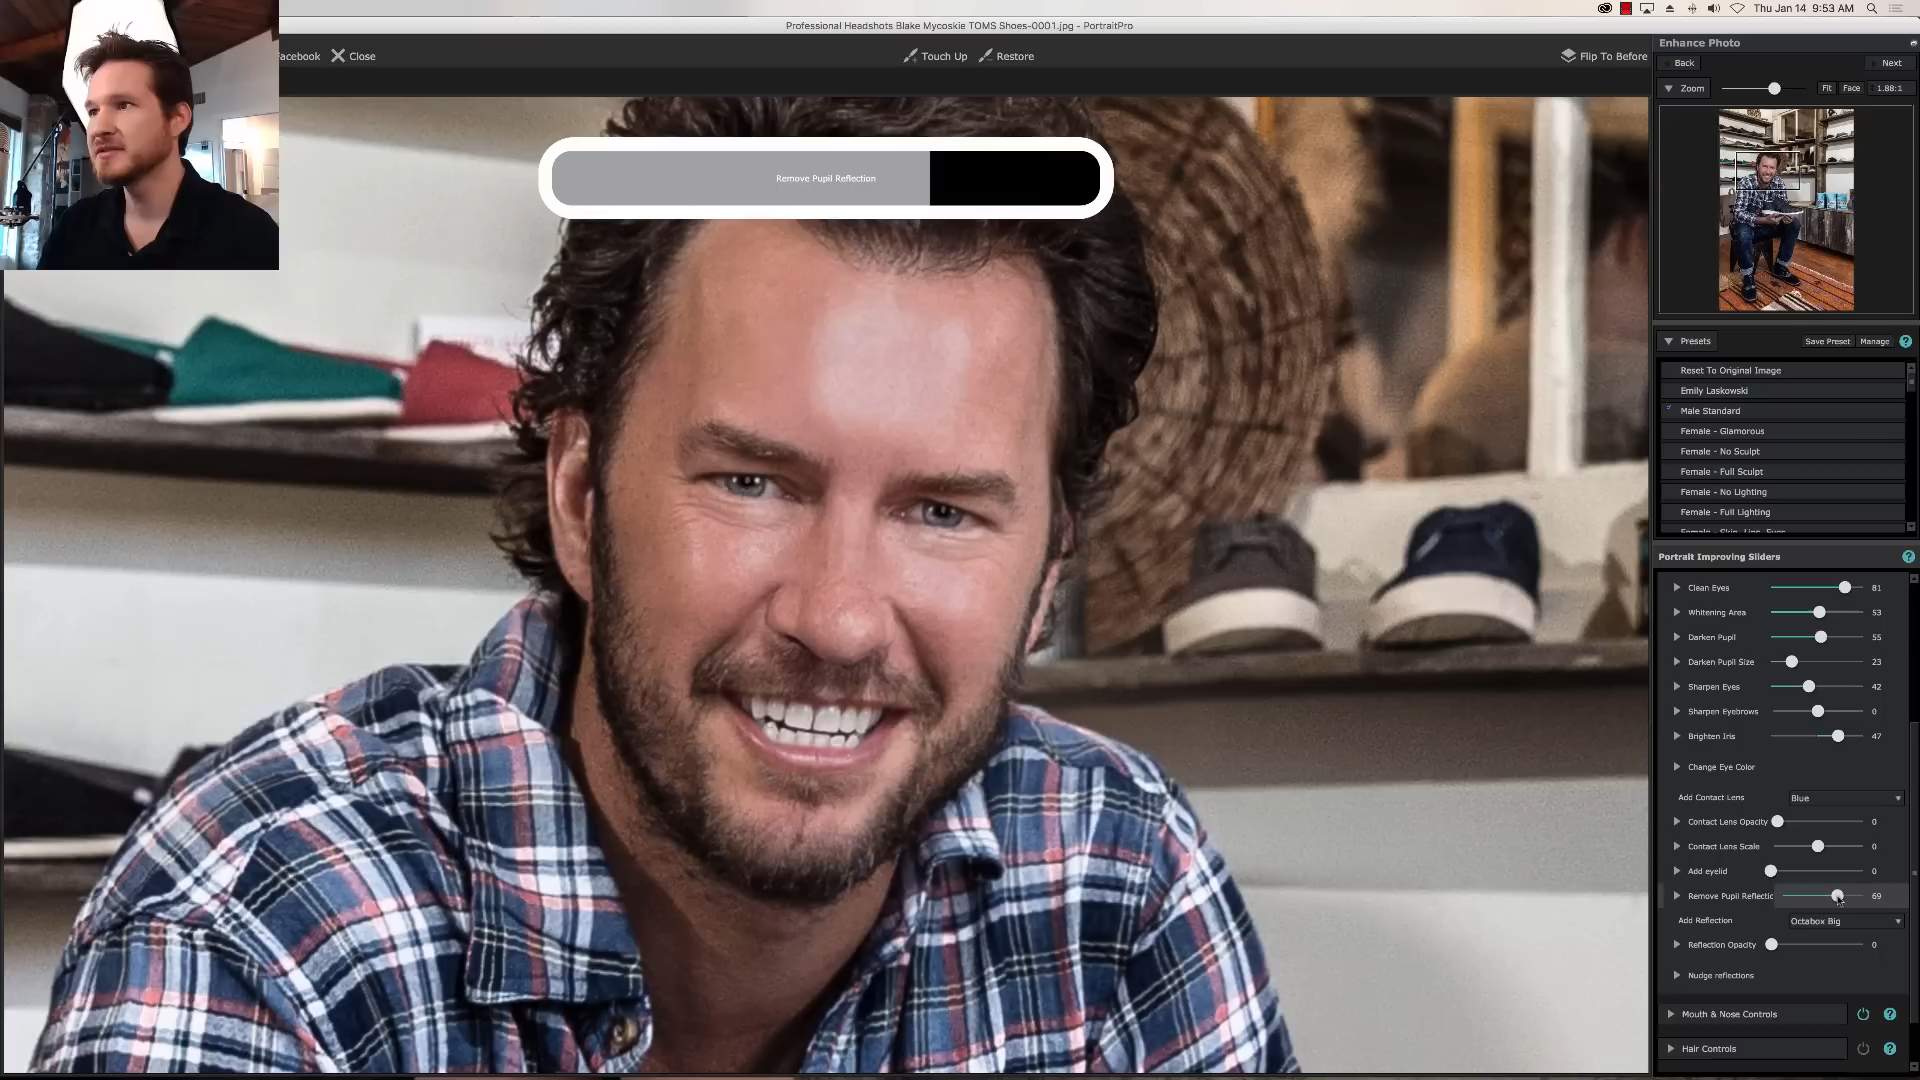 Thu Jan 14 9:53 AM
Professional Headshots Blake Mycoskie TOMS Shoes-0001.jpg - PortraitPro
Facebook Close
Touch Up Restore
Flip To Before
Enhance Photo
Back Next
Zoom Fit Face 1.88:1
Remove Pupil Reflection
Presets Save Preset Manage ?
Reset To Original Image
Emily Laskowski
Male Standard
Female - Glamorous
Female - No Sculpt
Female - Full Sculpt
Female - No Lighting
Female - Full Lighting
Female - Skin, Lips, Eyes
Portrait Improving Sliders ?
Clean Eyes 81
Whitening Area 53
Darken Pupil 55
Darken Pupil Size 23
Sharpen Eyes 42
Sharpen Eyebrows 0
Brighten Iris 47
Change Eye Color
Add Contact Lens Blue
Contact Lens Opacity 0
Contact Lens Scale 0
Add eyelid 0
Remove Pupil Reflectic 69
Add Reflection Octabox Big
Reflection Opacity 0
Nudge reflections
Mouth & Nose Controls ?
Hair Controls ?